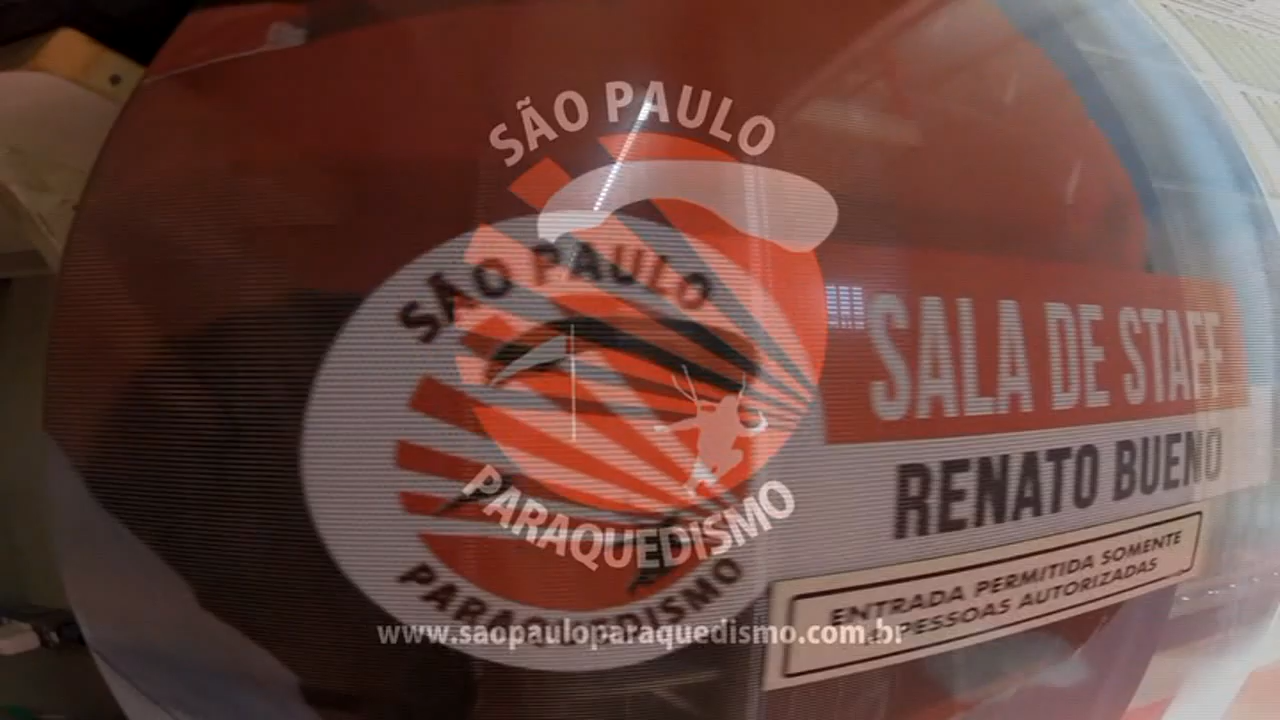 SÃO PAULO
PARAQUEDISMO
www.saopauloparaquedismo.com.br
SÃO PAULO
PARAQUEDISMO
SALA DE STAFF
RENATO BUENO
ENTRADA PERMITIDA SOMENTE
PESSOAS AUTORIZADAS